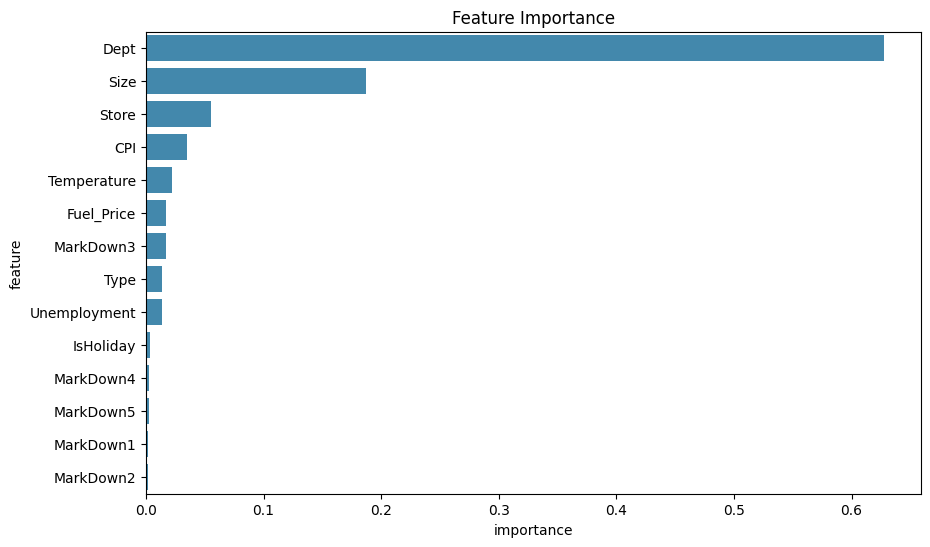 Feature Importance
Dept
Size
Store
CPI
Temperature
Fuel_Price
MarkDown3
Type
Unemployment
IsHoliday
MarkDown4
MarkDown5
MarkDown1
MarkDown2
feature
0.0 0.1 0.2 0.3 0.4 0.5 0.6
importance